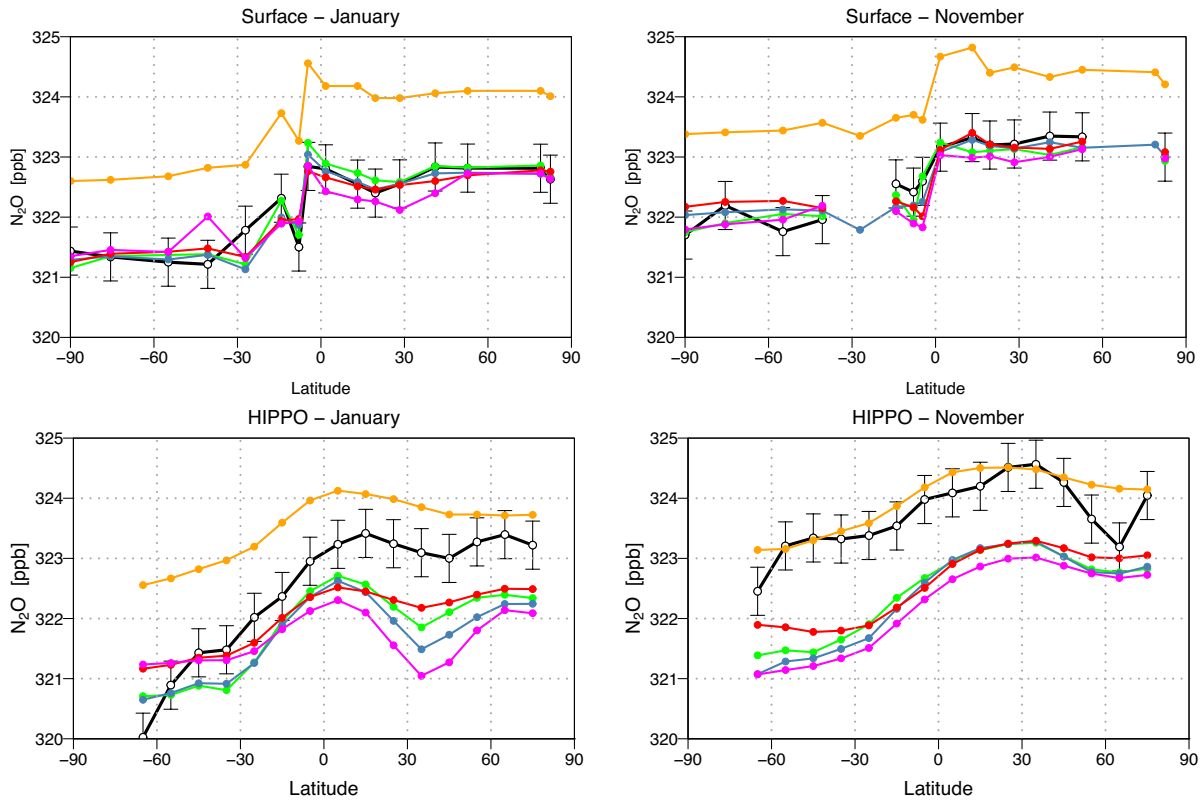 Surface – January
325
324
323
322
321
320
N₂O [ppb]
−90 −60 −30 0 30 60 90
Latitude
Surface – November
325
324
323
322
321
320
N₂O [ppb]
−90 −60 −30 0 30 60 90
Latitude
HIPPO – January
325
324
323
322
321
320
N₂O [ppb]
−90 −60 −30 0 30 60 90
Latitude
HIPPO – November
325
324
323
322
321
320
N₂O [ppb]
−90 −60 −30 0 30 60 90
Latitude